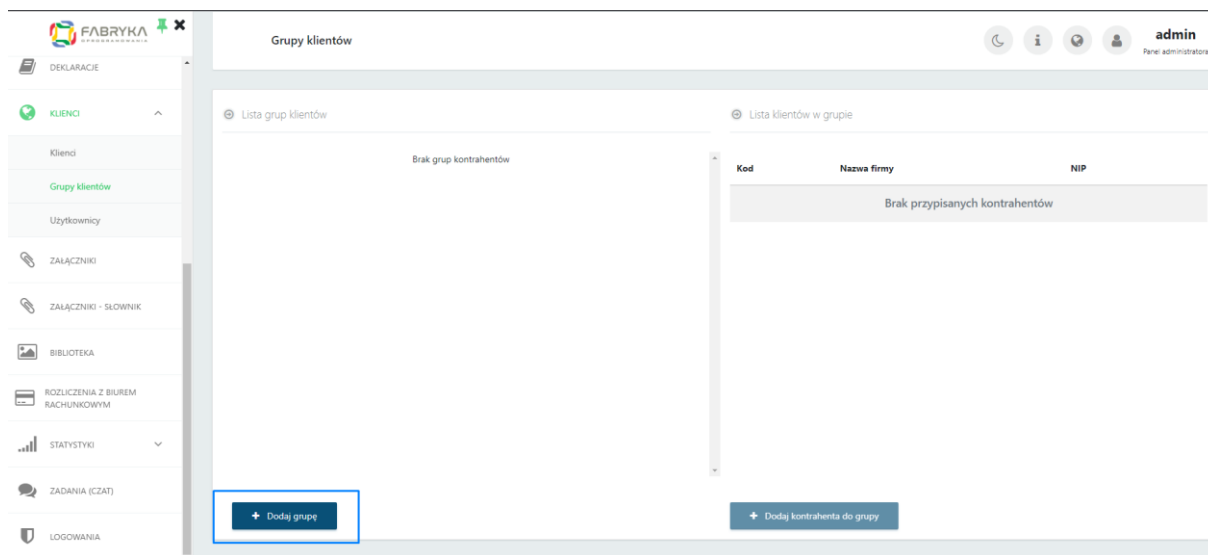 FABRYKA
OPROGRAMOWANIA
DEKLARACJE
KLIENCI
Klienci
Grupy klientów
Użytkownicy
ZAŁĄCZNIKI
ZAŁĄCZNIKI - SŁOWNIK
BIBLIOTEKA
ROZLICZENIA Z BIUREM
RACHUNKOWYM
STATYSTYKI
ZADANIA (CZAT)
LOGOWANIA
Grupy klientów
admin
Panel administratora
Lista grup klientów
Brak grup kontrahentów
+ Dodaj grupę
Lista klientów w grupie
Kod Nazwa firmy NIP
Brak przypisanych kontrahentów
+ Dodaj kontrahenta do grupy